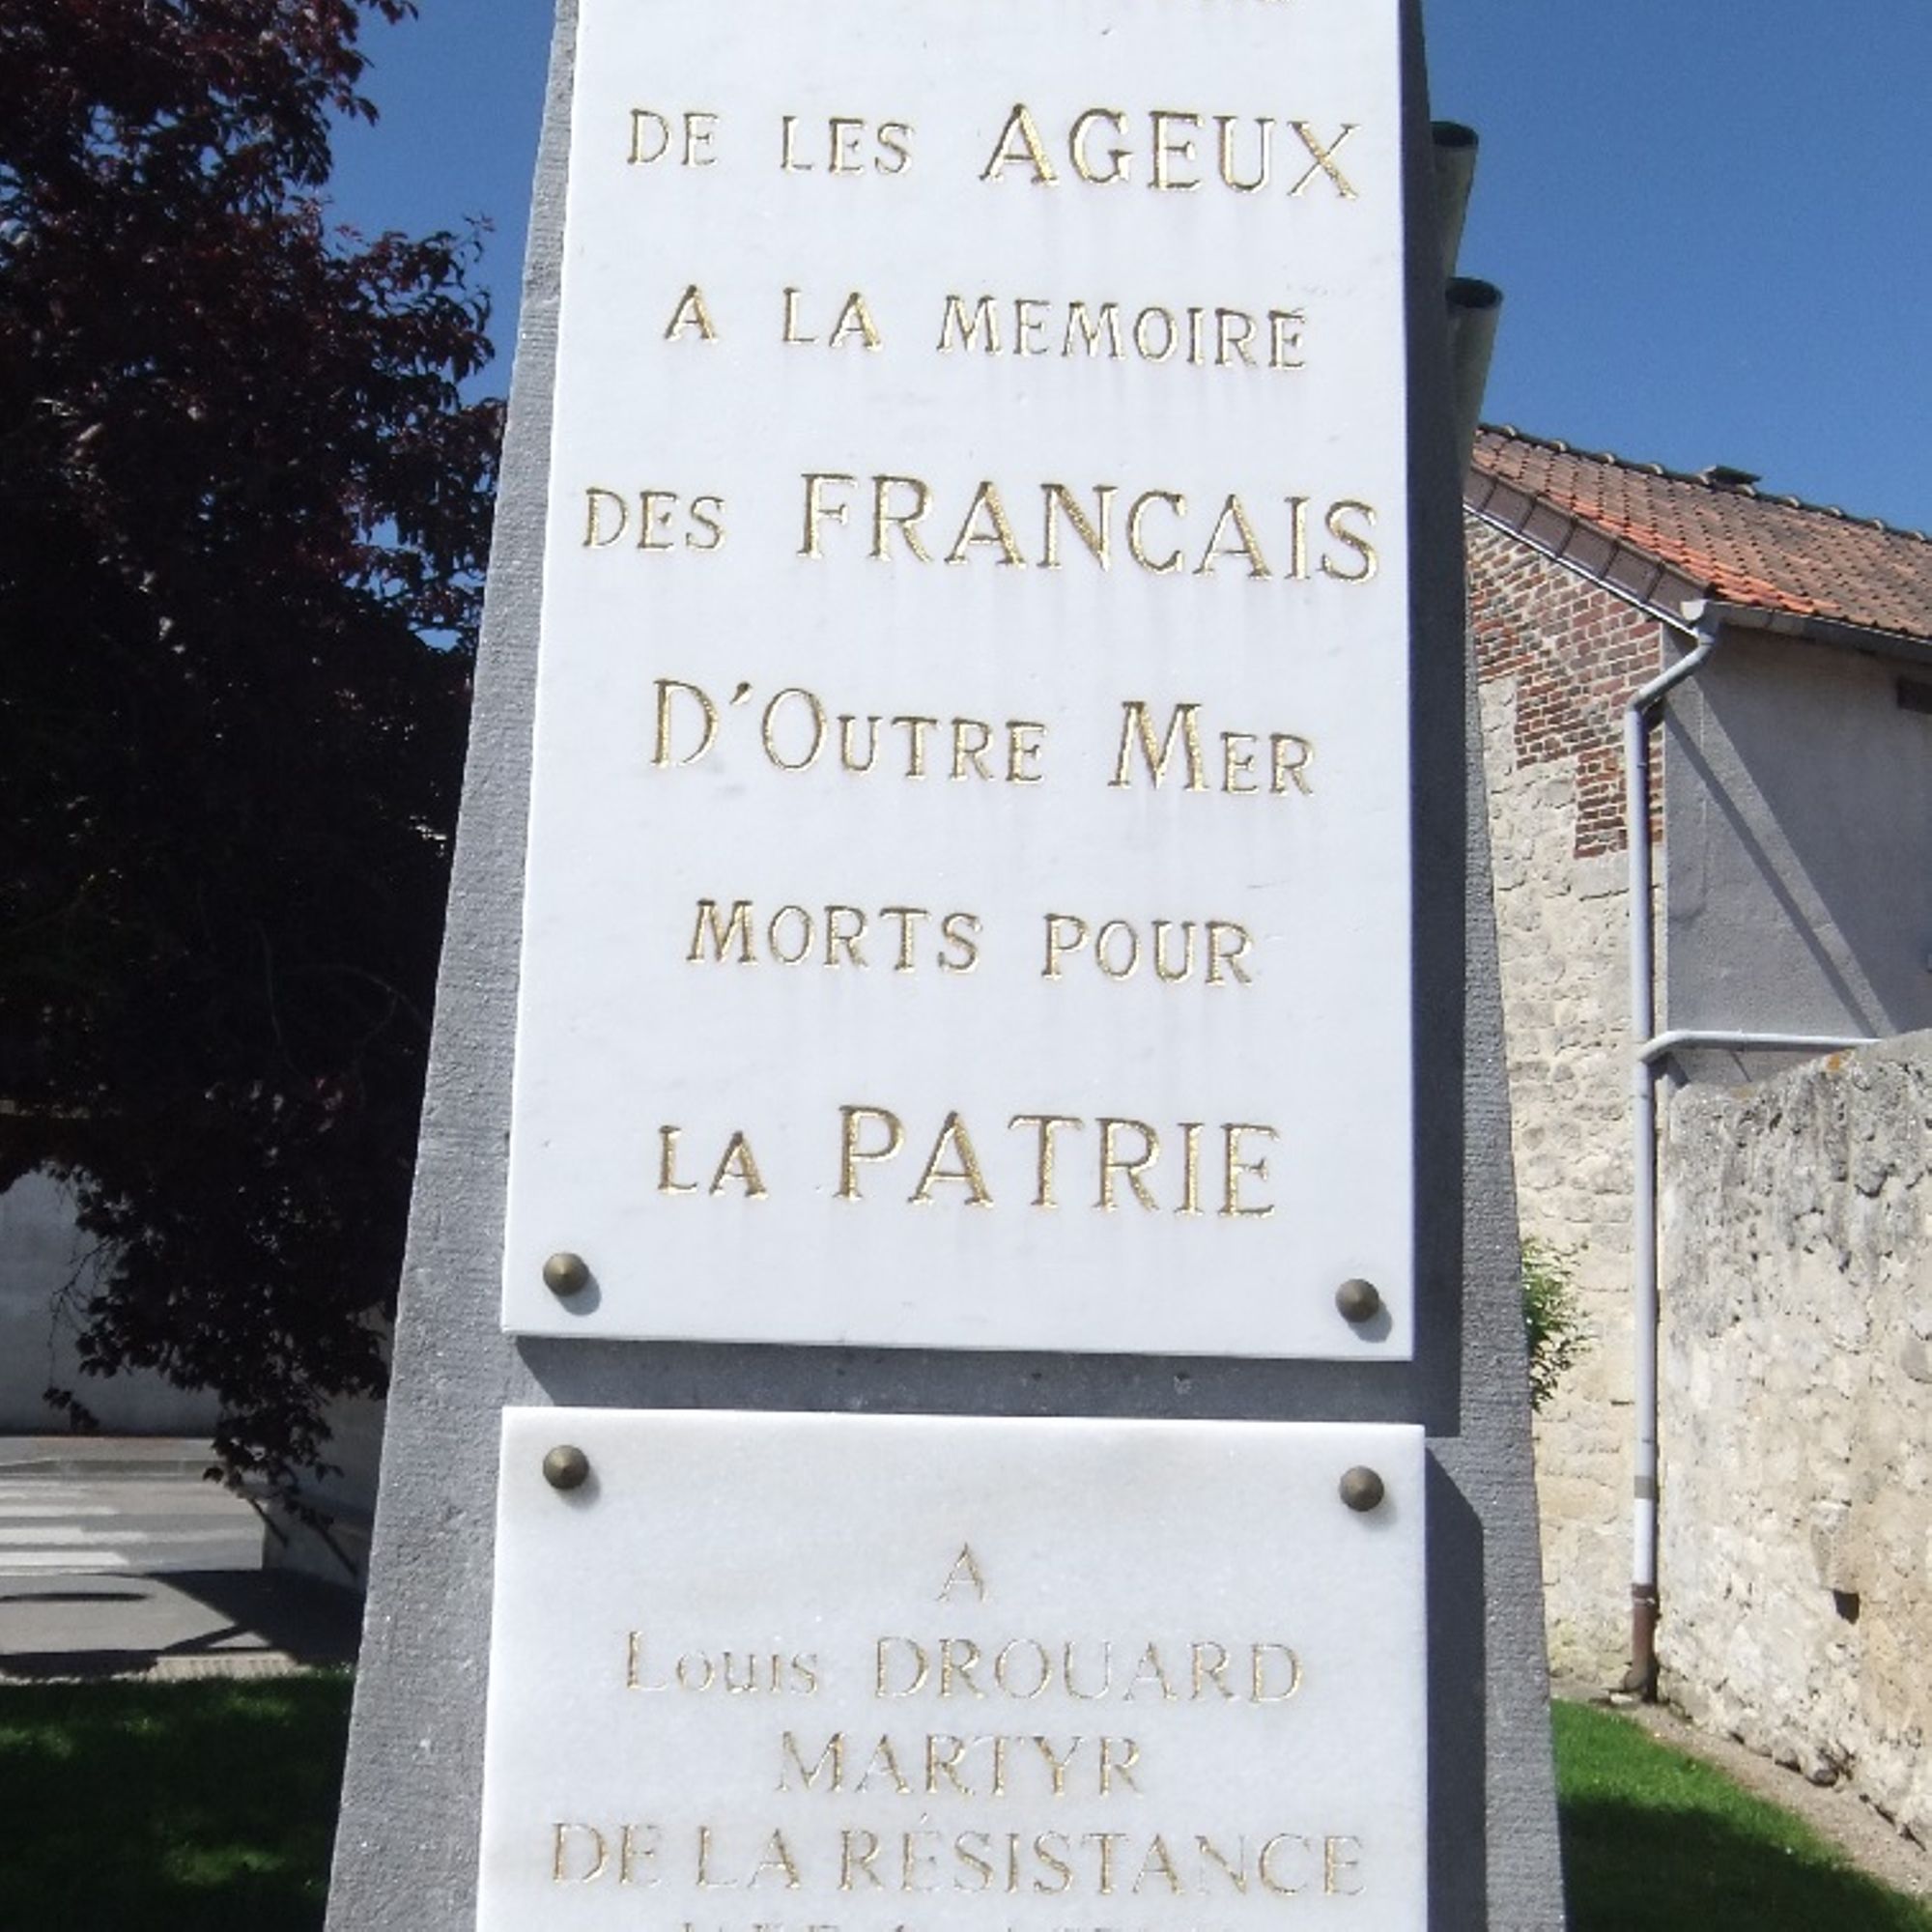 DE LES AGEUX
A LA MEMOIRE
DES FRANCAIS
D'OUTRE MER
MORTS POUR
LA PATRIE
A
Louis DROUARD
MARTYR
DE LA RÉSISTANCE